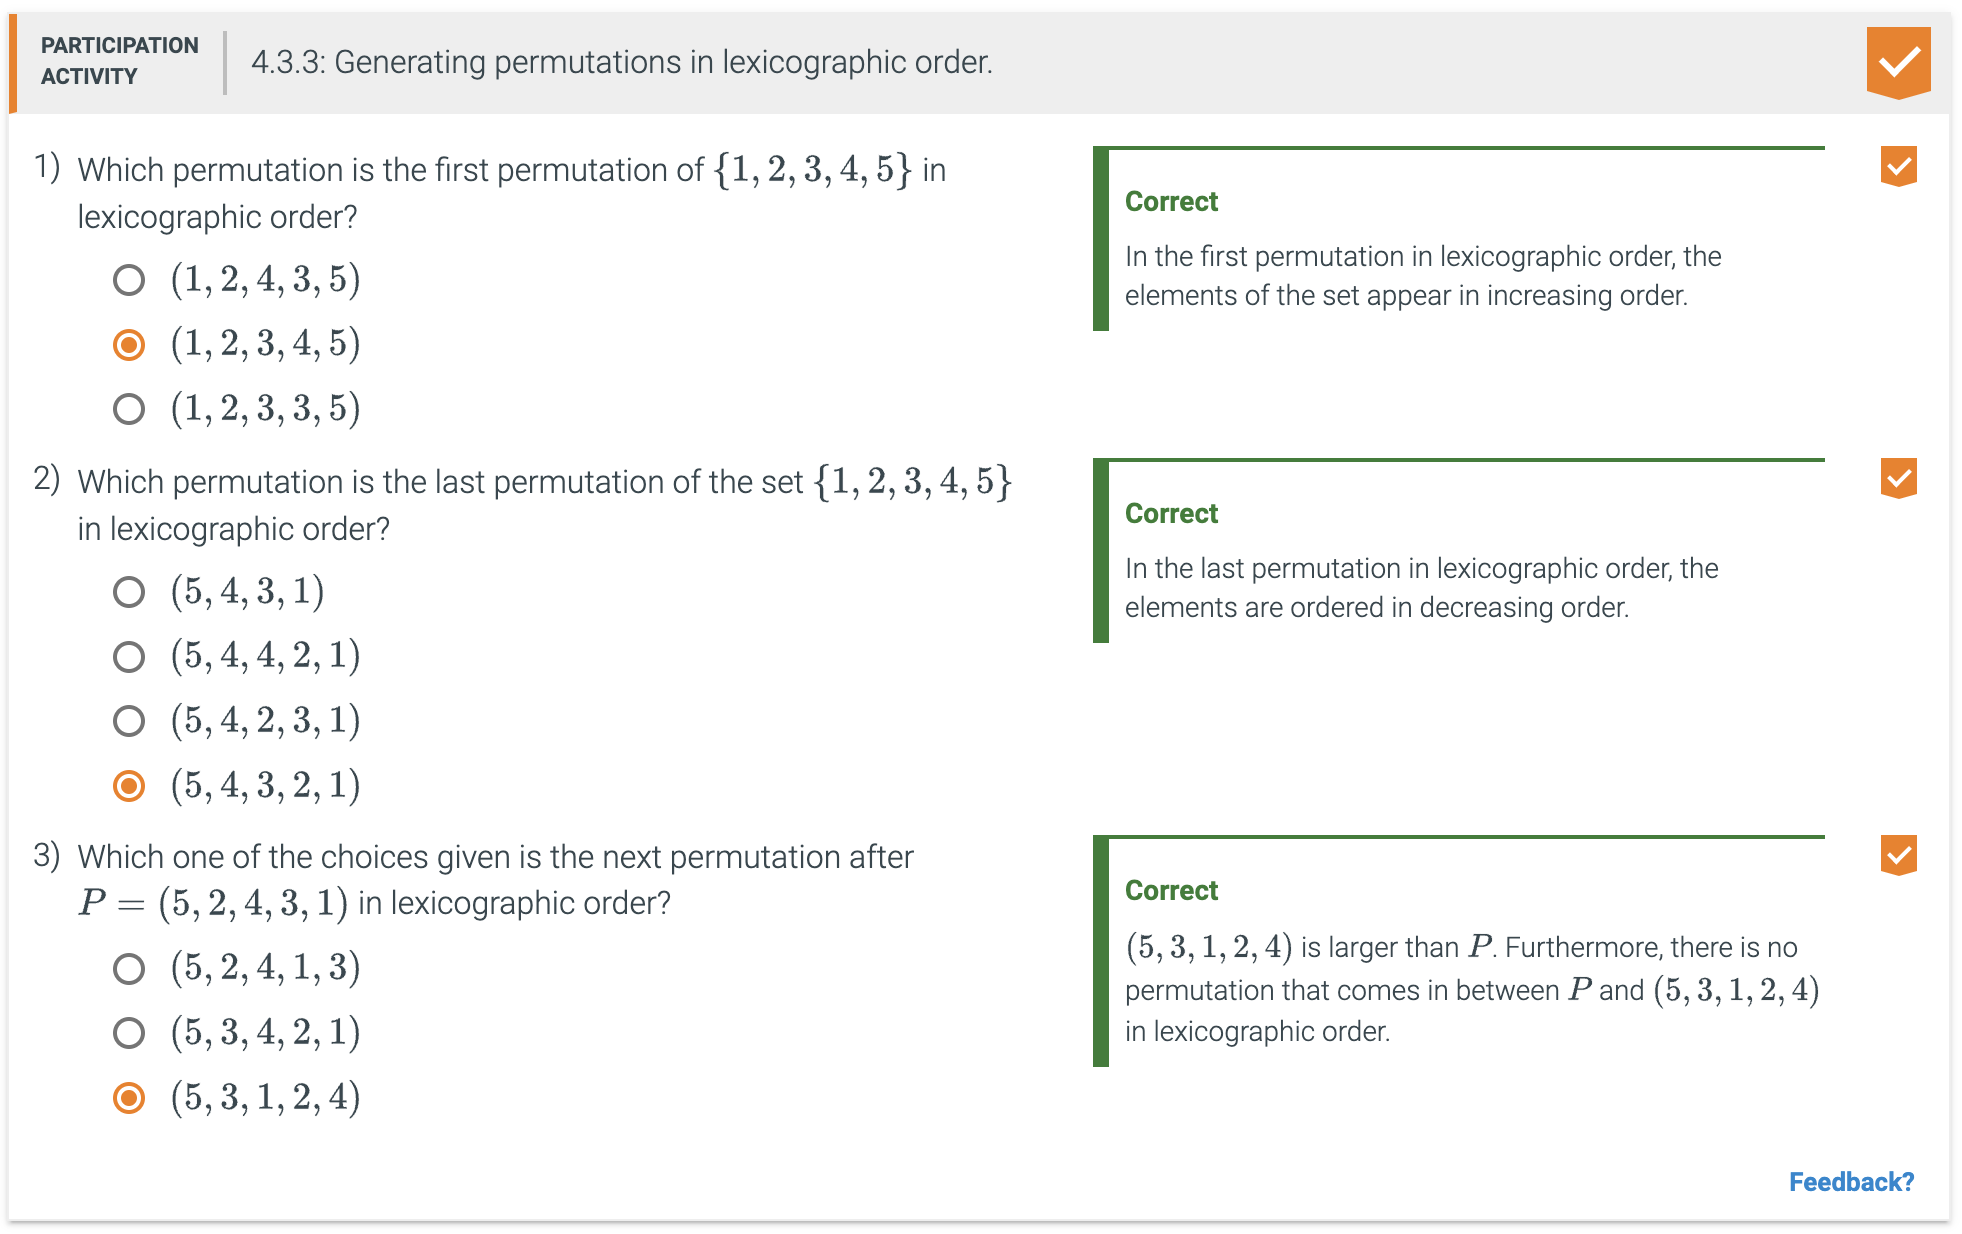 PARTICIPATION
ACTIVITY
4.3.3: Generating permutations in lexicographic order.
1) Which permutation is the first permutation of {1, 2, 3, 4, 5} in
lexicographic order?
(1, 2, 4, 3, 5)
(1, 2, 3, 4, 5)
(1, 2, 3, 3, 5)
Correct
In the first permutation in lexicographic order, the
elements of the set appear in increasing order.
2) Which permutation is the last permutation of the set {1, 2, 3, 4, 5}
in lexicographic order?
(5, 4, 3, 1)
(5, 4, 4, 2, 1)
(5, 4, 2, 3, 1)
(5, 4, 3, 2, 1)
Correct
In the last permutation in lexicographic order, the
elements are ordered in decreasing order.
3) Which one of the choices given is the next permutation after
P = (5, 2, 4, 3, 1) in lexicographic order?
(5, 2, 4, 1, 3)
(5, 3, 4, 2, 1)
(5, 3, 1, 2, 4)
Correct
(5, 3, 1, 2, 4) is larger than P. Furthermore, there is no
permutation that comes in between P and (5, 3, 1, 2, 4)
in lexicographic order.
Feedback?